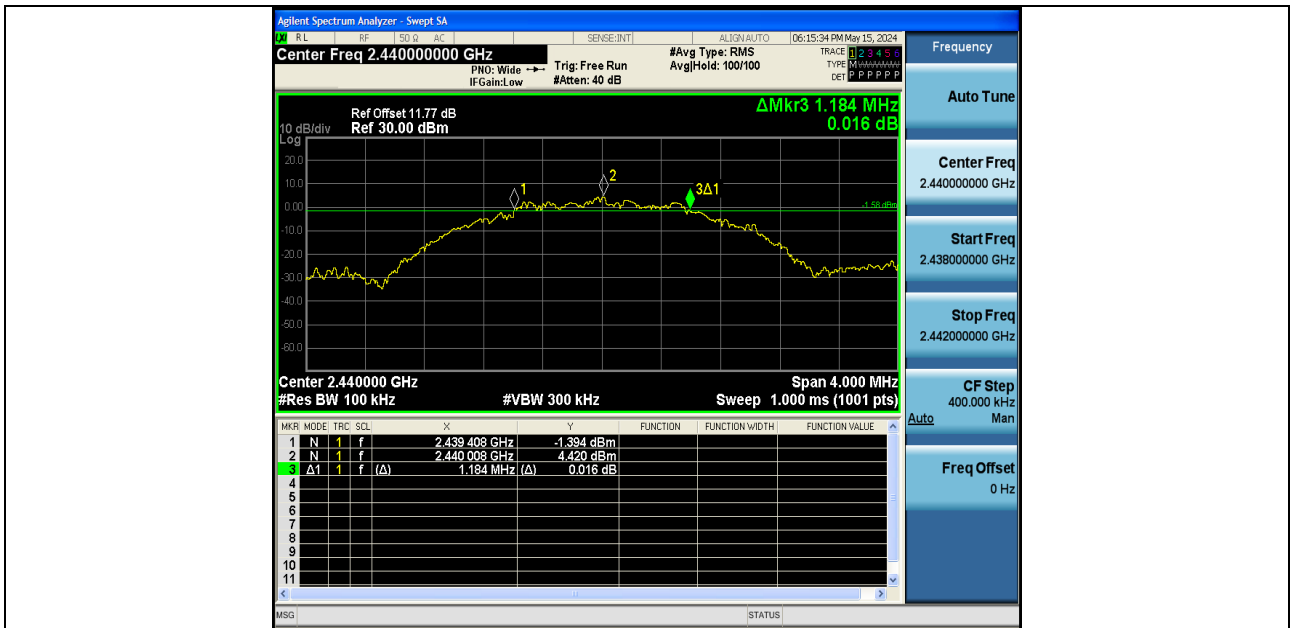 Agilent Spectrum Analyzer - Swept SA
RL RF 50 Ω AC SENSE:INT ALIGN AUTO 06:15:34 PM May 15, 2024
Center Freq 2.440000000 GHz
PNO: Wide
IFGain:Low
Trig: Free Run
#Atten: 40 dB
#Avg Type: RMS
Avg|Hold: 100/100
TRACE 1 2 3 4 5 6
TYPE M W W W W W
DET P P P P P P
ΔMkr3 1.184 MHz
0.016 dB
Ref Offset 11.77 dB
10 dB/div Ref 30.00 dBm
Log
20.0
10.0
0.00
-10.0
-20.0
-30.0
-40.0
-50.0
-60.0
1
2
3Δ1
-1.58 dBm
Center 2.440000 GHz Span 4.000 MHz
#Res BW 100 kHz #VBW 300 kHz Sweep 1.000 ms (1001 pts)
MKR MODE TRC SCL X Y FUNCTION FUNCTION WIDTH FUNCTION VALUE
1 N 1 f 2.439 408 GHz -1.394 dBm
2 N 1 f 2.440 008 GHz 4.420 dBm
3 Δ1 1 f (Δ) 1.184 MHz (Δ) 0.016 dB
4
5
6
7
8
9
10
11
MSG STATUS
Frequency
Auto Tune
Center Freq
2.440000000 GHz
Start Freq
2.438000000 GHz
Stop Freq
2.442000000 GHz
CF Step
400.000 kHz
Auto Man
Freq Offset
0 Hz